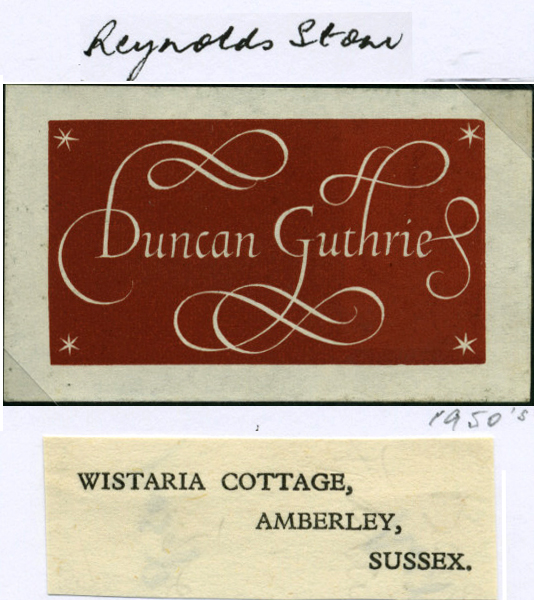 Reynolds Stone
Duncan Guthrie
1950's
WISTARIA COTTAGE,
AMBERLEY,
SUSSEX.